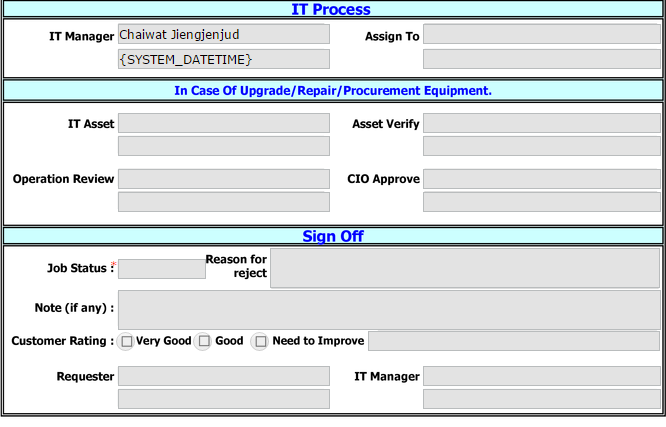 IT Process
IT Manager Chaiwat Jiengjenjud Assign To
{SYSTEM_DATETIME}
In Case Of Upgrade/Repair/Procurement Equipment.
IT Asset Asset Verify
Operation Review CIO Approve
Sign Off
Job Status :* Reason for reject
Note (if any) :
Customer Rating : Very Good Good Need to Improve
Requester IT Manager